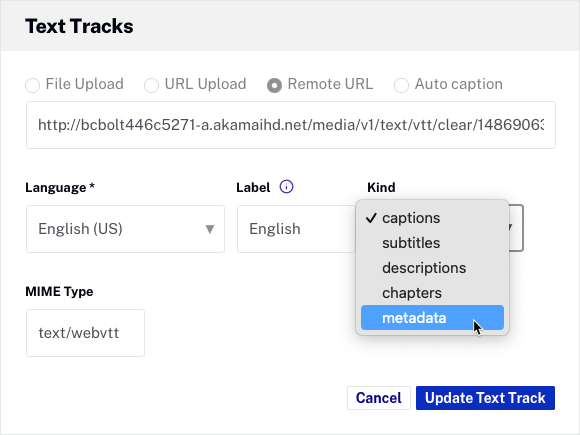 Text Tracks
File Upload URL Upload Remote URL Auto caption
http://bcbolt446c5271-a.akamaihd.net/media/v1/text/vtt/clear/14869063
Language * Label Kind
English (US) English
captions
subtitles
descriptions
chapters
metadata
MIME Type
text/webvtt
Cancel Update Text Track